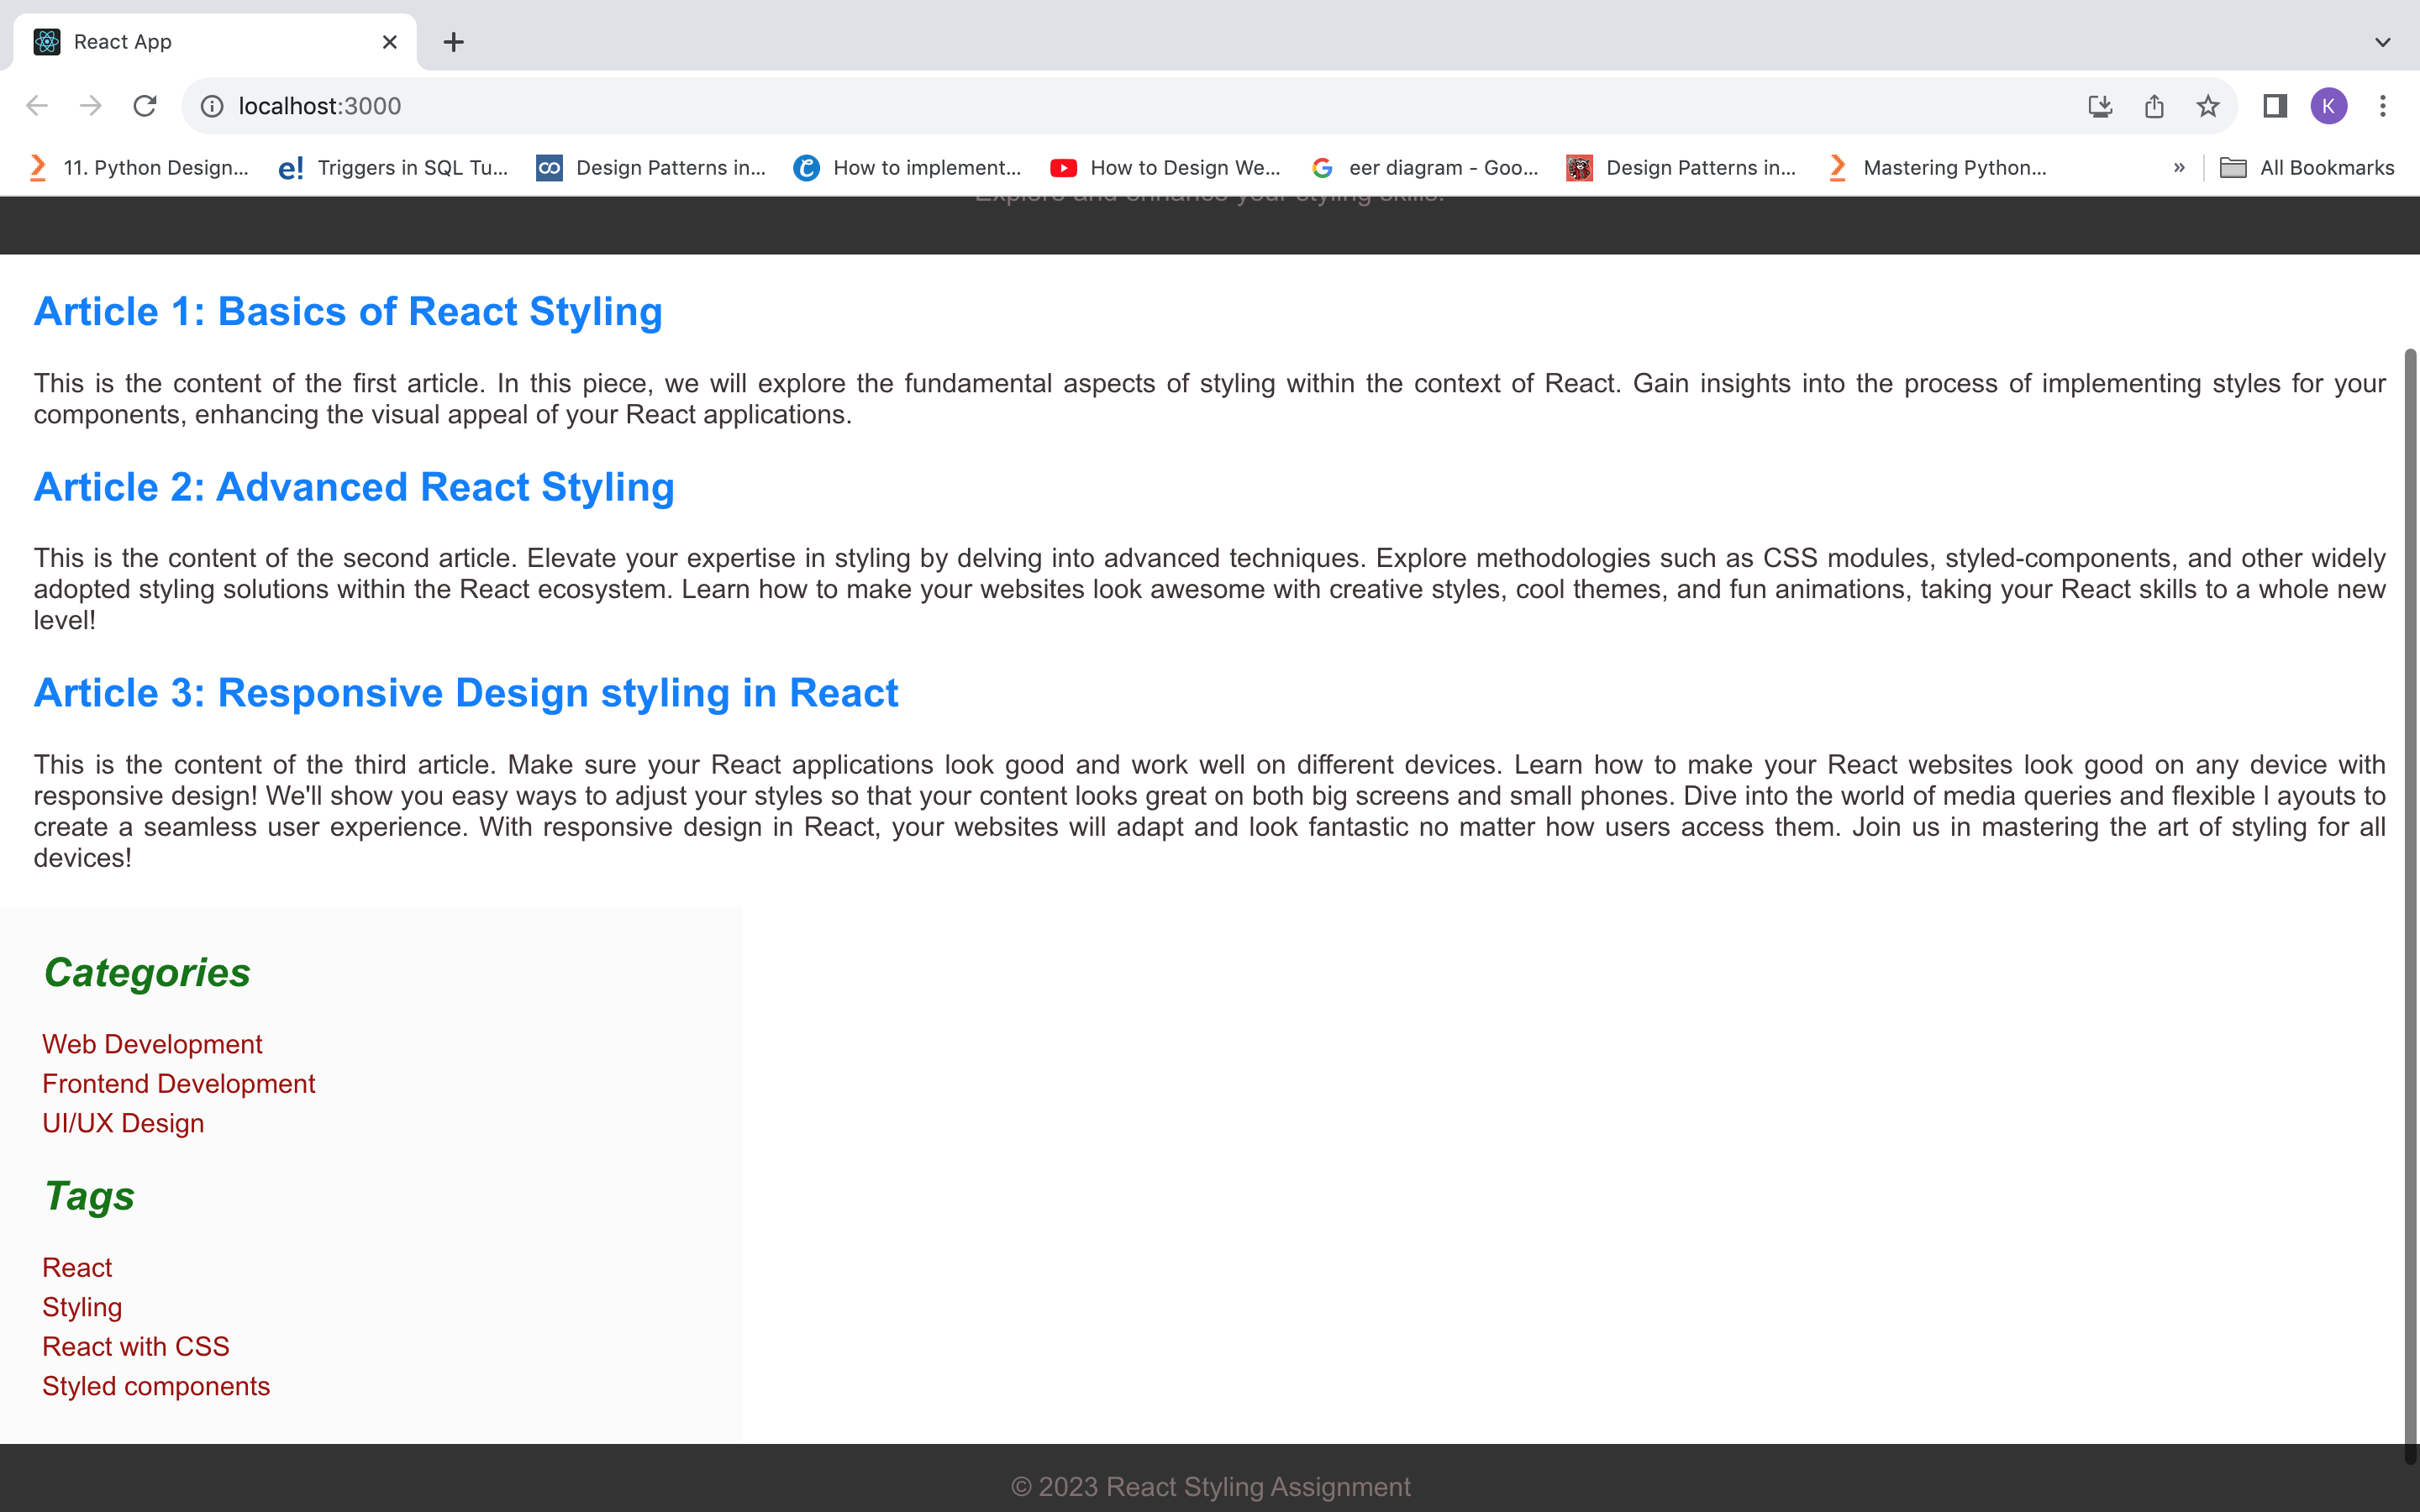 React App
localhost:3000
11. Python Design... e! Triggers in SQL Tu... Design Patterns in... How to implement... How to Design We... eer diagram - Goo... Design Patterns in... Mastering Python... » All Bookmarks
K
Explore and enhance your styling skills.
Article 1: Basics of React Styling
This is the content of the first article. In this piece, we will explore the fundamental aspects of styling within the context of React. Gain insights into the process of implementing styles for your
components, enhancing the visual appeal of your React applications.
Article 2: Advanced React Styling
This is the content of the second article. Elevate your expertise in styling by delving into advanced techniques. Explore methodologies such as CSS modules, styled-components, and other widely
adopted styling solutions within the React ecosystem. Learn how to make your websites look awesome with creative styles, cool themes, and fun animations, taking your React skills to a whole new
level!
Article 3: Responsive Design styling in React
This is the content of the third article. Make sure your React applications look good and work well on different devices. Learn how to make your React websites look good on any device with
responsive design! We'll show you easy ways to adjust your styles so that your content looks great on both big screens and small phones. Dive into the world of media queries and flexible l ayouts to
create a seamless user experience. With responsive design in React, your websites will adapt and look fantastic no matter how users access them. Join us in mastering the art of styling for all
devices!
Categories
Web Development
Frontend Development
UI/UX Design
Tags
React
Styling
React with CSS
Styled components
© 2023 React Styling Assignment